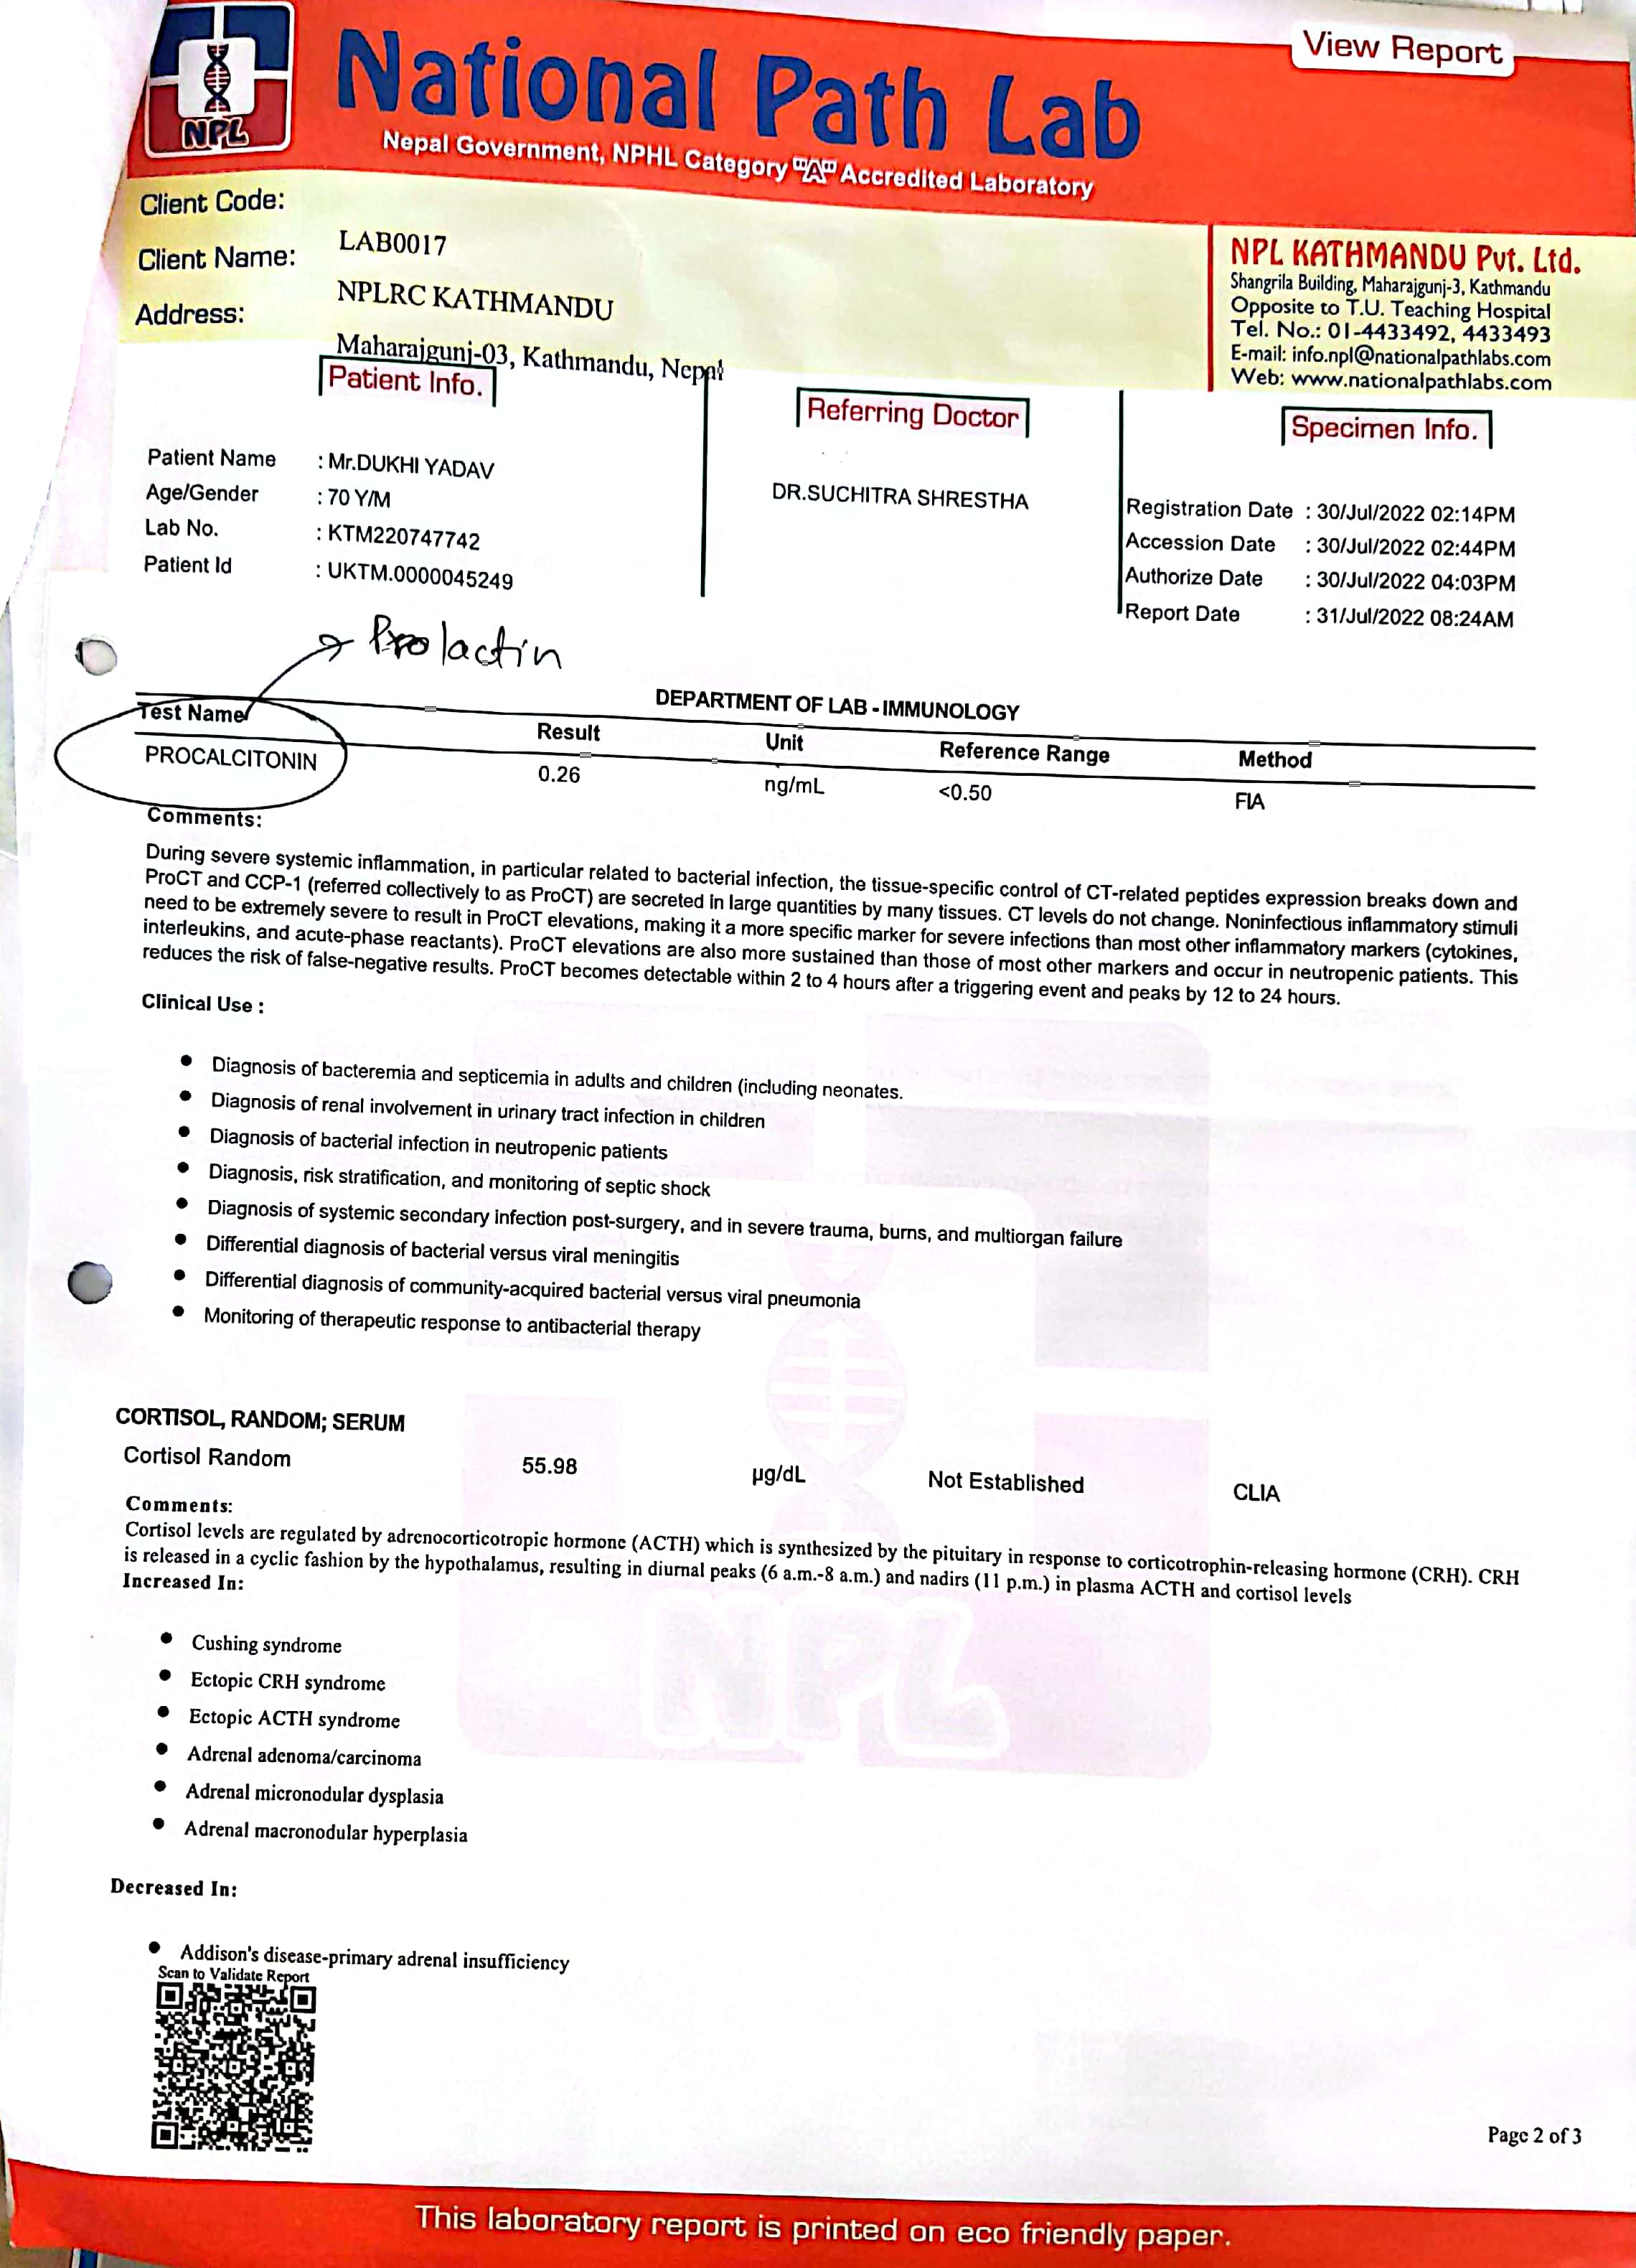 View Report
NPL
National Path Lab
Nepal Government, NPHL Category "A" Accredited Laboratory
Client Code:
LAB0017
Client Name:
NPLRC KATHMANDU
Address:
Maharajgunj-03, Kathmandu, Nepal
NPL KATHMANDU Pvt. Ltd.
Shangrila Building, Maharajgunj-3, Kathmandu
Opposite to T.U. Teaching Hospital
Tel. No.: 01-4433492, 4433493
E-mail: info.npl@nationalpathlabs.com
Web: www.nationalpathlabs.com
Patient Info.
Patient Name : Mr.DUKHI YADAV
Age/Gender : 70 Y/M
Lab No. : KTM220747742
Patient Id : UKTM.0000045249
Referring Doctor
DR.SUCHITRA SHRESTHA
Specimen Info.
Registration Date : 30/Jul/2022 02:14PM
Accession Date : 30/Jul/2022 02:44PM
Authorize Date : 30/Jul/2022 04:03PM
Report Date : 31/Jul/2022 08:24AM
Prolactin
DEPARTMENT OF LAB - IMMUNOLOGY
Test Name Result Unit Reference Range Method
PROCALCITONIN 0.26 ng/mL <0.50 FIA
Comments:
During severe systemic inflammation, in particular related to bacterial infection, the tissue-specific control of CT-related peptides expression breaks down and
ProCT and CCP-1 (referred collectively to as ProCT) are secreted in large quantities by many tissues. CT levels do not change. Noninfectious inflammatory stimuli
need to be extremely severe to result in ProCT elevations, making it a more specific marker for severe infections than most other inflammatory markers (cytokines,
interleukins, and acute-phase reactants). ProCT elevations are also more sustained than those of most other markers and occur in neutropenic patients. This
reduces the risk of false-negative results. ProCT becomes detectable within 2 to 4 hours after a triggering event and peaks by 12 to 24 hours.
Clinical Use :
• Diagnosis of bacteremia and septicemia in adults and children (including neonates.
• Diagnosis of renal involvement in urinary tract infection in children
• Diagnosis of bacterial infection in neutropenic patients
• Diagnosis, risk stratification, and monitoring of septic shock
• Diagnosis of systemic secondary infection post-surgery, and in severe trauma, burns, and multiorgan failure
• Differential diagnosis of bacterial versus viral meningitis
• Differential diagnosis of community-acquired bacterial versus viral pneumonia
• Monitoring of therapeutic response to antibacterial therapy
CORTISOL, RANDOM; SERUM
Cortisol Random 55.98 µg/dL Not Established CLIA
Comments:
Cortisol levels are regulated by adrenocorticotropic hormone (ACTH) which is synthesized by the pituitary in response to corticotrophin-releasing hormone (CRH). CRH
is released in a cyclic fashion by the hypothalamus, resulting in diurnal peaks (6 a.m.-8 a.m.) and nadirs (11 p.m.) in plasma ACTH and cortisol levels
Increased In:
• Cushing syndrome
• Ectopic CRH syndrome
• Ectopic ACTH syndrome
• Adrenal adenoma/carcinoma
• Adrenal micronodular dysplasia
• Adrenal macronodular hyperplasia
NPL
Decreased In:
• Addison's disease-primary adrenal insufficiency
Scan to Validate Report
Page 2 of 3
This laboratory report is printed on eco friendly paper.